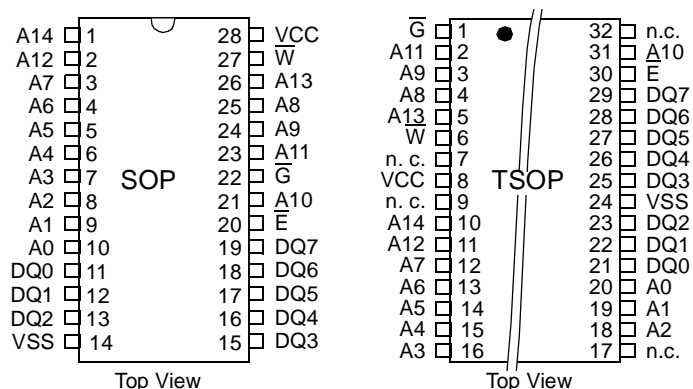 A14 1 28 VCC
A12 2 27 W̅
A7 3 26 A13
A6 4 25 A8
A5 5 24 A9
A4 6 23 A11
A3 7 SOP 22 G̅
A2 8 21 A10
A1 9 20 E̅
A0 10 19 DQ7
DQ0 11 18 DQ6
DQ1 12 17 DQ5
DQ2 13 16 DQ4
VSS 14 15 DQ3
Top View
G̅ 1 32 n.c.
A11 2 31 A10
A9 3 30 E̅
A8 4 29 DQ7
A13 5 28 DQ6
W̅ 6 27 DQ5
n. c. 7 26 DQ4
VCC 8 TSOP 25 DQ3
n. c. 9 24 VSS
A14 10 23 DQ2
A12 11 22 DQ1
A7 12 21 DQ0
A6 13 20 A0
A5 14 19 A1
A4 15 18 A2
A3 16 17 n.c.
Top View